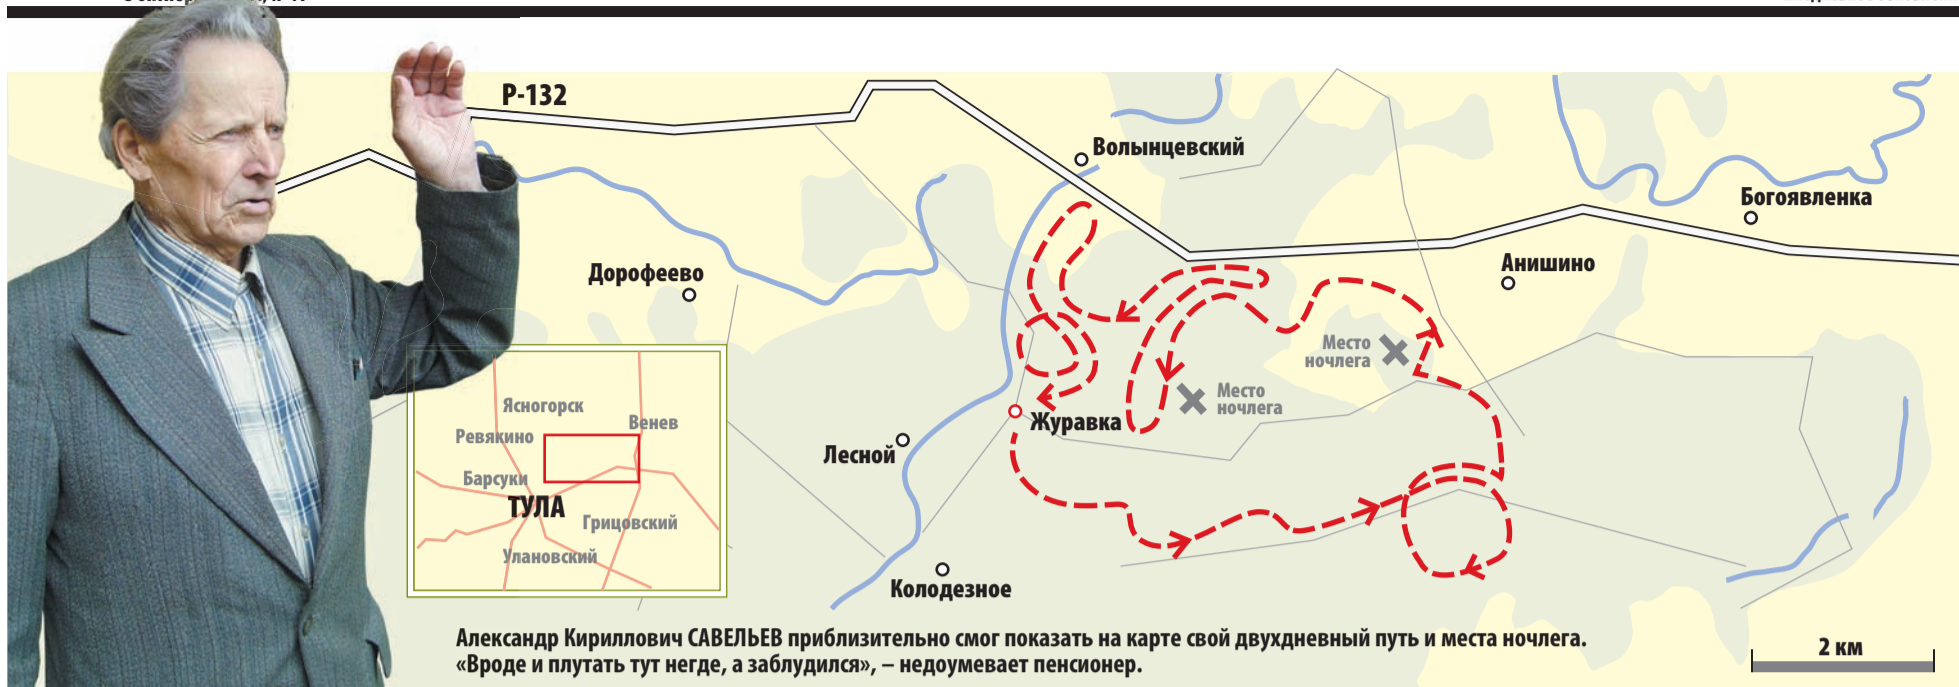 Р-132
Волынцевский
Богоявленка
Дорофеево
Анишино
Место
ночлега
Место
ночлега
Журавка
Лесной
Колодезное
Ясногорск
Венев
Ревякино
Барсуки
ТУЛА
Грицовский
Улановский
Александр Кириллович САВЕЛЬЕВ приблизительно смог показать на карте свой двухдневный путь и места ночлега.
«Вроде и плутать тут негде, а заблудился», – недоумевает пенсионер.
2 км